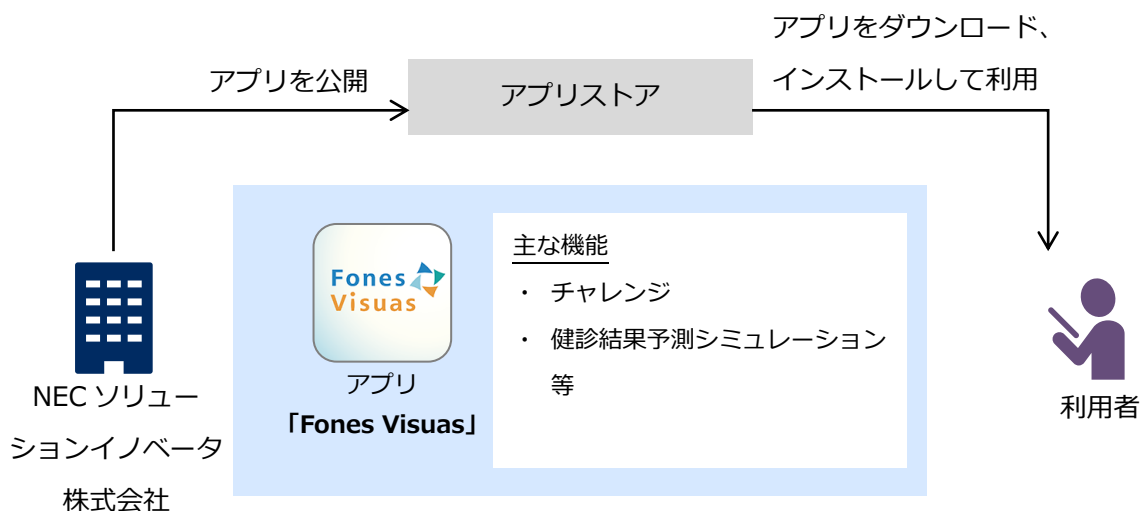 アプリをダウンロード、
インストールして利用
アプリを公開
アプリストア
Fones
Visuas
アプリ
「Fones Visuas」
主な機能
・ チャレンジ
・ 健診結果予測シミュレーション
等
NEC ソリュー
ションイノベータ
株式会社
利用者